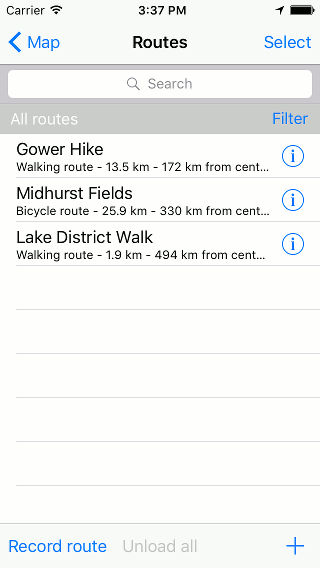 Carrier 3:37 PM
Map Routes Select
Search
All routes Filter
Gower Hike
Walking route - 13.5 km - 172 km from cent...
Midhurst Fields
Bicycle route - 25.9 km - 330 km from cent...
Lake District Walk
Walking route - 1.9 km - 494 km from cent...
Record route Unload all